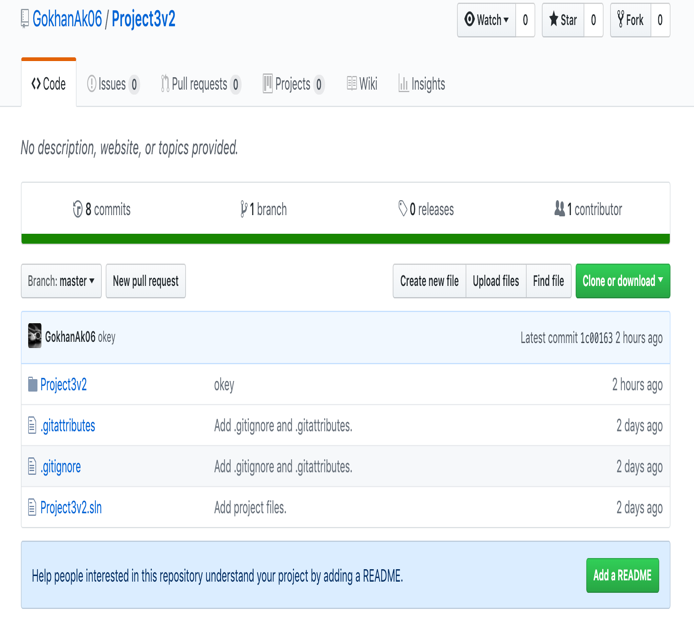 GokhanAk06 / Project3v2
Watch 0 Star 0 Fork 0
Code Issues 0 Pull requests 0 Projects 0 Wiki Insights
No description, website, or topics provided.
8 commits 1 branch 0 releases 1 contributor
Branch: master New pull request Create new file Upload files Find file Clone or download
GokhanAk06 okey Latest commit 1c00163 2 hours ago
Project3v2 okey 2 hours ago
.gitattributes Add .gitignore and .gitattributes. 2 days ago
.gitignore Add .gitignore and .gitattributes. 2 days ago
Project3v2.sln Add project files. 2 days ago
Help people interested in this repository understand your project by adding a README. Add a README